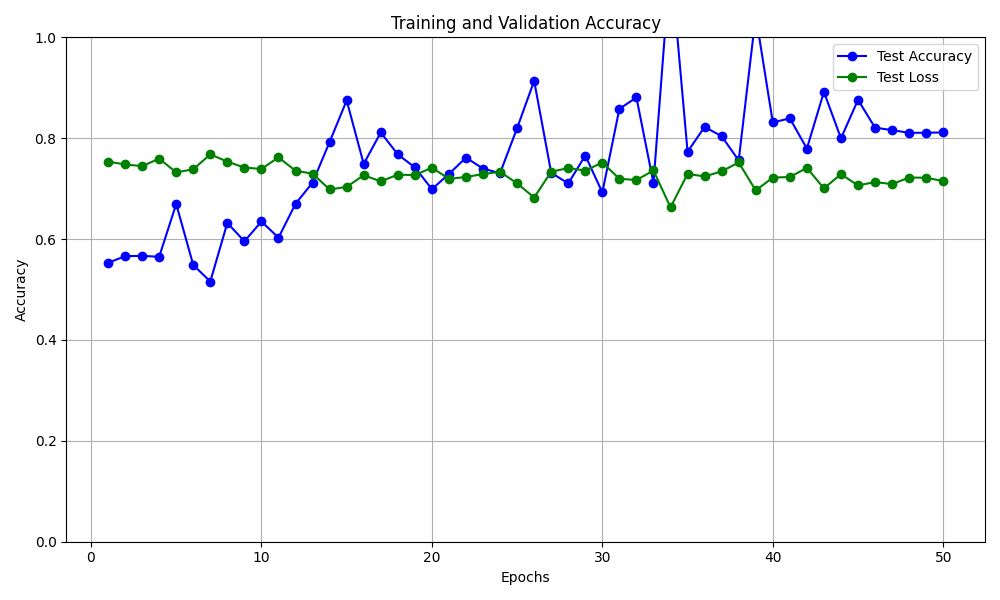 Training and Validation Accuracy
Test Accuracy
Test Loss
Accuracy
1.0
0.8
0.6
0.4
0.2
0.0
0 10 20 30 40 50
Epochs